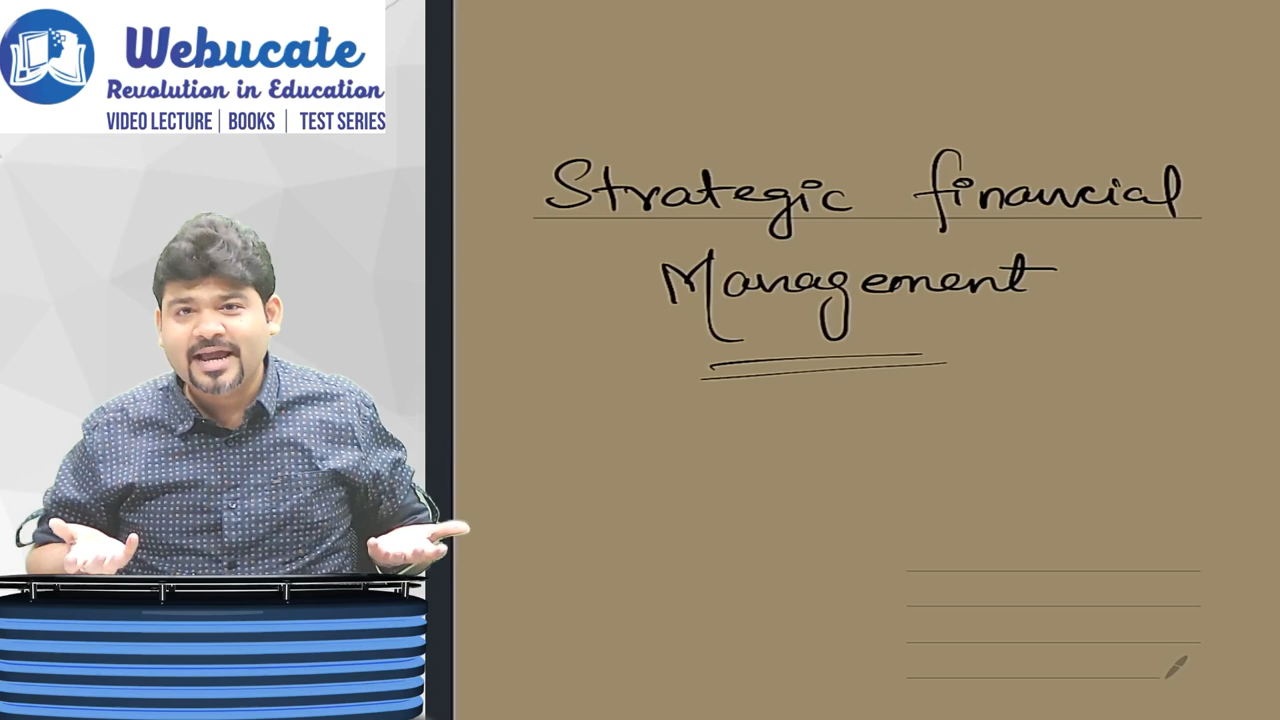 Webucate
Revolution in Education
VIDEO LECTURE | BOOKS | TEST SERIES
Strategic financial
Management